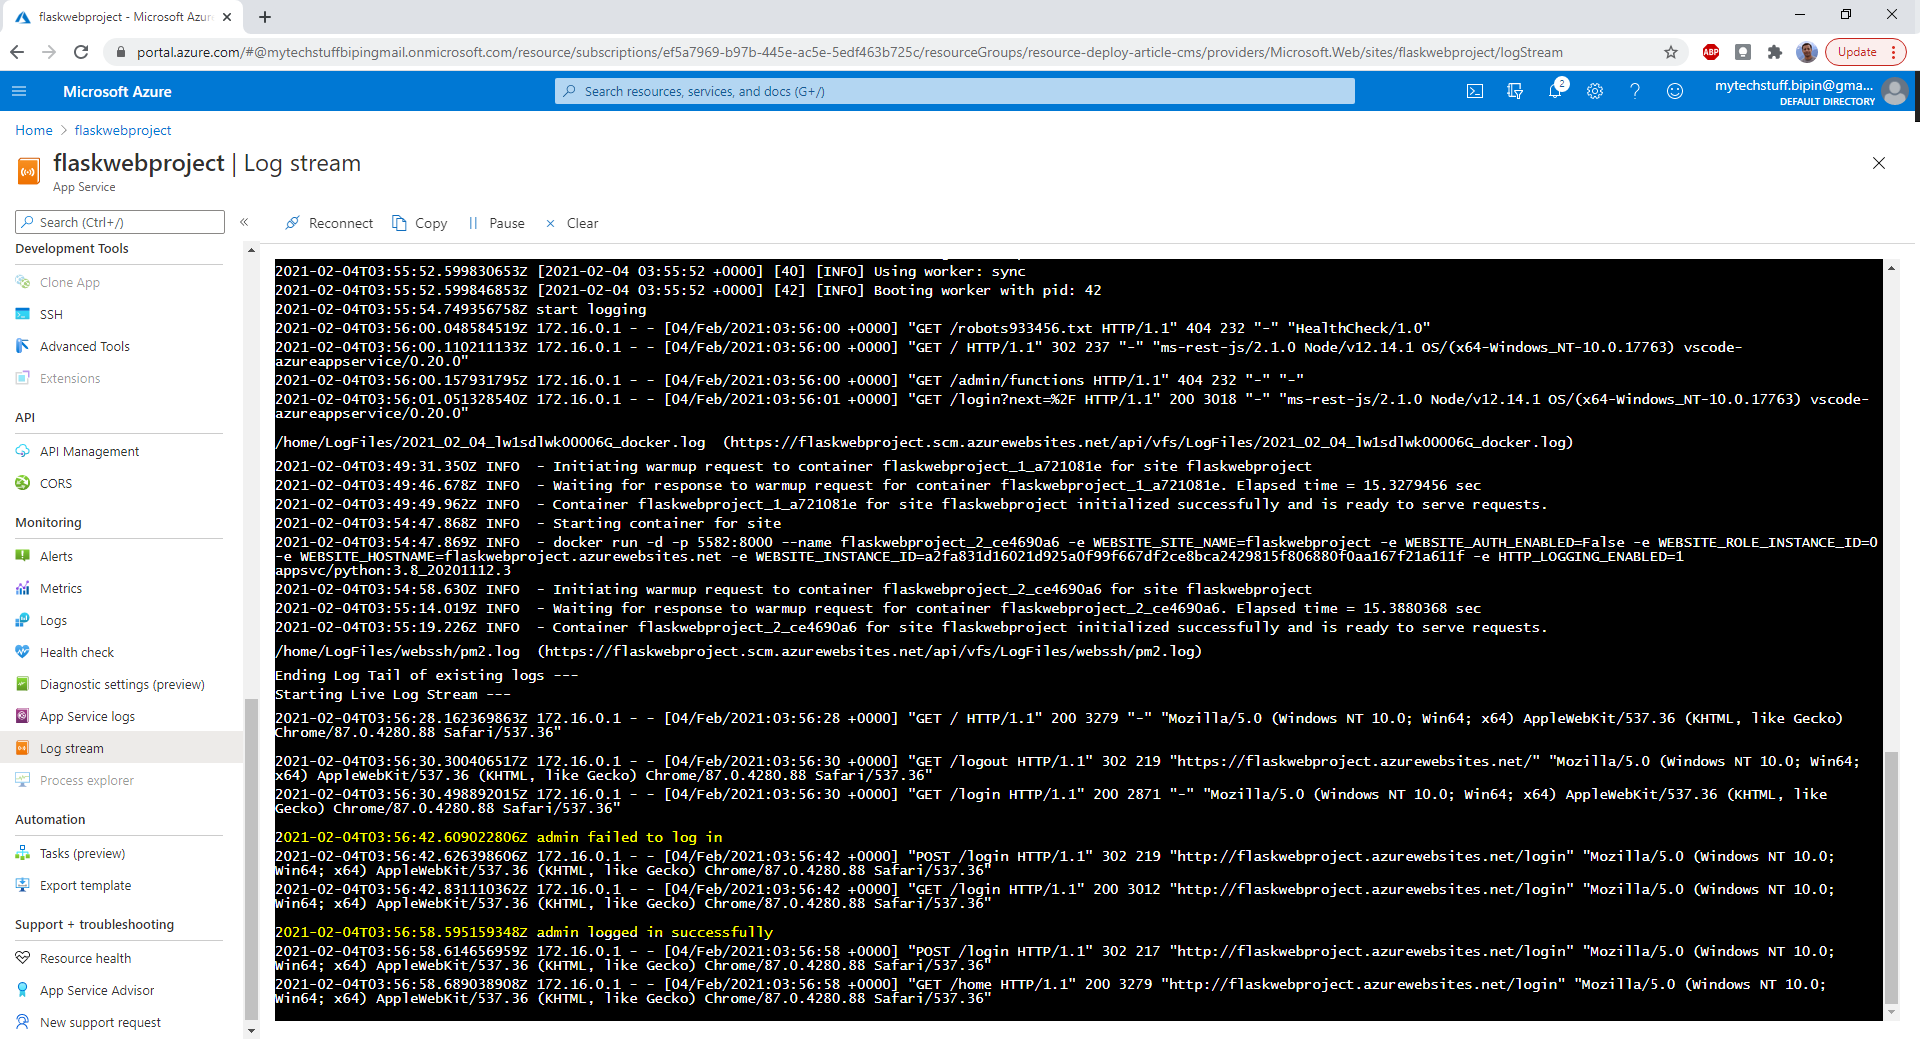 flaskwebproject - Microsoft Azur
portal.azure.com/#@mytechstuffbipingmail.onmicrosoft.com/resource/subscriptions/ef5a7969-b97b-445e-ac5e-5edf463b725c/resourceGroups/resource-deploy-article-cms/providers/Microsoft.Web/sites/flaskwebproject/logStream
ABP
Update
Microsoft Azure
Search resources, services, and docs (G+/)
2
mytechstuff.bipin@gma...
DEFAULT DIRECTORY
Home > flaskwebproject
flaskwebproject | Log stream
App Service
Search (Ctrl+/)
«
Reconnect
Copy
Pause
Clear
Development Tools
Clone App
SSH
Advanced Tools
Extensions
API
API Management
CORS
Monitoring
Alerts
Metrics
Logs
Health check
Diagnostic settings (preview)
App Service logs
Log stream
Process explorer
Automation
Tasks (preview)
Export template
Support + troubleshooting
Resource health
App Service Advisor
New support request
2021-02-04T03:55:52.599830653Z [2021-02-04 03:55:52 +0000] [40] [INFO] Using worker: sync
2021-02-04T03:55:52.599846853Z [2021-02-04 03:55:52 +0000] [42] [INFO] Booting worker with pid: 42
2021-02-04T03:55:54.749356758Z start logging
2021-02-04T03:56:00.048584519Z 172.16.0.1 - - [04/Feb/2021:03:56:00 +0000] "GET /robots933456.txt HTTP/1.1" 404 232 "-" "HealthCheck/1.0"
2021-02-04T03:56:00.110211133Z 172.16.0.1 - - [04/Feb/2021:03:56:00 +0000] "GET / HTTP/1.1" 302 237 "-" "ms-rest-js/2.1.0 Node/v12.14.1 OS/(x64-Windows_NT-10.0.17763) vscode-
azureappservice/0.20.0"
2021-02-04T03:56:00.157931795Z 172.16.0.1 - - [04/Feb/2021:03:56:00 +0000] "GET /admin/functions HTTP/1.1" 404 232 "-" "-"
2021-02-04T03:56:01.051328540Z 172.16.0.1 - - [04/Feb/2021:03:56:01 +0000] "GET /login?next=%2F HTTP/1.1" 200 3018 "-" "ms-rest-js/2.1.0 Node/v12.14.1 OS/(x64-Windows_NT-10.0.17763) vscode-
azureappservice/0.20.0"
/home/LogFiles/2021_02_04_lw1sdlwk00006G_docker.log  (https://flaskwebproject.scm.azurewebsites.net/api/vfs/LogFiles/2021_02_04_lw1sdlwk00006G_docker.log)
2021-02-04T03:49:31.350Z INFO  - Initiating warmup request to container flaskwebproject_1_a721081e for site flaskwebproject
2021-02-04T03:49:46.678Z INFO  - Waiting for response to warmup request for container flaskwebproject_1_a721081e. Elapsed time = 15.3279456 sec
2021-02-04T03:49:49.962Z INFO  - Container flaskwebproject_1_a721081e for site flaskwebproject initialized successfully and is ready to serve requests.
2021-02-04T03:54:47.868Z INFO  - Starting container for site
2021-02-04T03:54:47.869Z INFO  - docker run -d -p 5582:8000 --name flaskwebproject_2_ce4690a6 -e WEBSITE_SITE_NAME=flaskwebproject -e WEBSITE_AUTH_ENABLED=False -e WEBSITE_ROLE_INSTANCE_ID=0
-e WEBSITE_HOSTNAME=flaskwebproject.azurewebsites.net -e WEBSITE_INSTANCE_ID=a2fa831d16021d925a0f99f667df2ce8bca2429815f806880f0aa167f21a611f -e HTTP_LOGGING_ENABLED=1
appsvc/python:3.8_20201112.3
2021-02-04T03:54:58.630Z INFO  - Initiating warmup request to container flaskwebproject_2_ce4690a6 for site flaskwebproject
2021-02-04T03:55:14.019Z INFO  - Waiting for response to warmup request for container flaskwebproject_2_ce4690a6. Elapsed time = 15.3880368 sec
2021-02-04T03:55:19.226Z INFO  - Container flaskwebproject_2_ce4690a6 for site flaskwebproject initialized successfully and is ready to serve requests.
/home/LogFiles/webssh/pm2.log  (https://flaskwebproject.scm.azurewebsites.net/api/vfs/LogFiles/webssh/pm2.log)
Ending Log Tail of existing logs ---
Starting Live Log Stream ---
2021-02-04T03:56:28.162369863Z 172.16.0.1 - - [04/Feb/2021:03:56:28 +0000] "GET / HTTP/1.1" 200 3279 "-" "Mozilla/5.0 (Windows NT 10.0; Win64; x64) AppleWebKit/537.36 (KHTML, like Gecko)
Chrome/87.0.4280.88 Safari/537.36"
2021-02-04T03:56:30.300406517Z 172.16.0.1 - - [04/Feb/2021:03:56:30 +0000] "GET /logout HTTP/1.1" 302 219 "https://flaskwebproject.azurewebsites.net/" "Mozilla/5.0 (Windows NT 10.0; Win64;
x64) AppleWebKit/537.36 (KHTML, like Gecko) Chrome/87.0.4280.88 Safari/537.36"
2021-02-04T03:56:30.498892015Z 172.16.0.1 - - [04/Feb/2021:03:56:30 +0000] "GET /login HTTP/1.1" 200 2871 "-" "Mozilla/5.0 (Windows NT 10.0; Win64; x64) AppleWebKit/537.36 (KHTML, like
Gecko) Chrome/87.0.4280.88 Safari/537.36"
2021-02-04T03:56:42.609022806Z admin failed to log in
2021-02-04T03:56:42.626398606Z 172.16.0.1 - - [04/Feb/2021:03:56:42 +0000] "POST /login HTTP/1.1" 302 219 "http://flaskwebproject.azurewebsites.net/login" "Mozilla/5.0 (Windows NT 10.0;
Win64; x64) AppleWebKit/537.36 (KHTML, like Gecko) Chrome/87.0.4280.88 Safari/537.36"
2021-02-04T03:56:42.831110362Z 172.16.0.1 - - [04/Feb/2021:03:56:42 +0000] "GET /login HTTP/1.1" 200 3012 "http://flaskwebproject.azurewebsites.net/login" "Mozilla/5.0 (Windows NT 10.0;
Win64; x64) AppleWebKit/537.36 (KHTML, like Gecko) Chrome/87.0.4280.88 Safari/537.36"
2021-02-04T03:56:58.595159348Z admin logged in successfully
2021-02-04T03:56:58.614656959Z 172.16.0.1 - - [04/Feb/2021:03:56:58 +0000] "POST /login HTTP/1.1" 302 217 "http://flaskwebproject.azurewebsites.net/login" "Mozilla/5.0 (Windows NT 10.0;
Win64; x64) AppleWebKit/537.36 (KHTML, like Gecko) Chrome/87.0.4280.88 Safari/537.36"
2021-02-04T03:56:58.689038908Z 172.16.0.1 - - [04/Feb/2021:03:56:58 +0000] "GET /home HTTP/1.1" 200 3279 "http://flaskwebproject.azurewebsites.net/login" "Mozilla/5.0 (Windows NT 10.0;
Win64; x64) AppleWebKit/537.36 (KHTML, like Gecko) Chrome/87.0.4280.88 Safari/537.36"